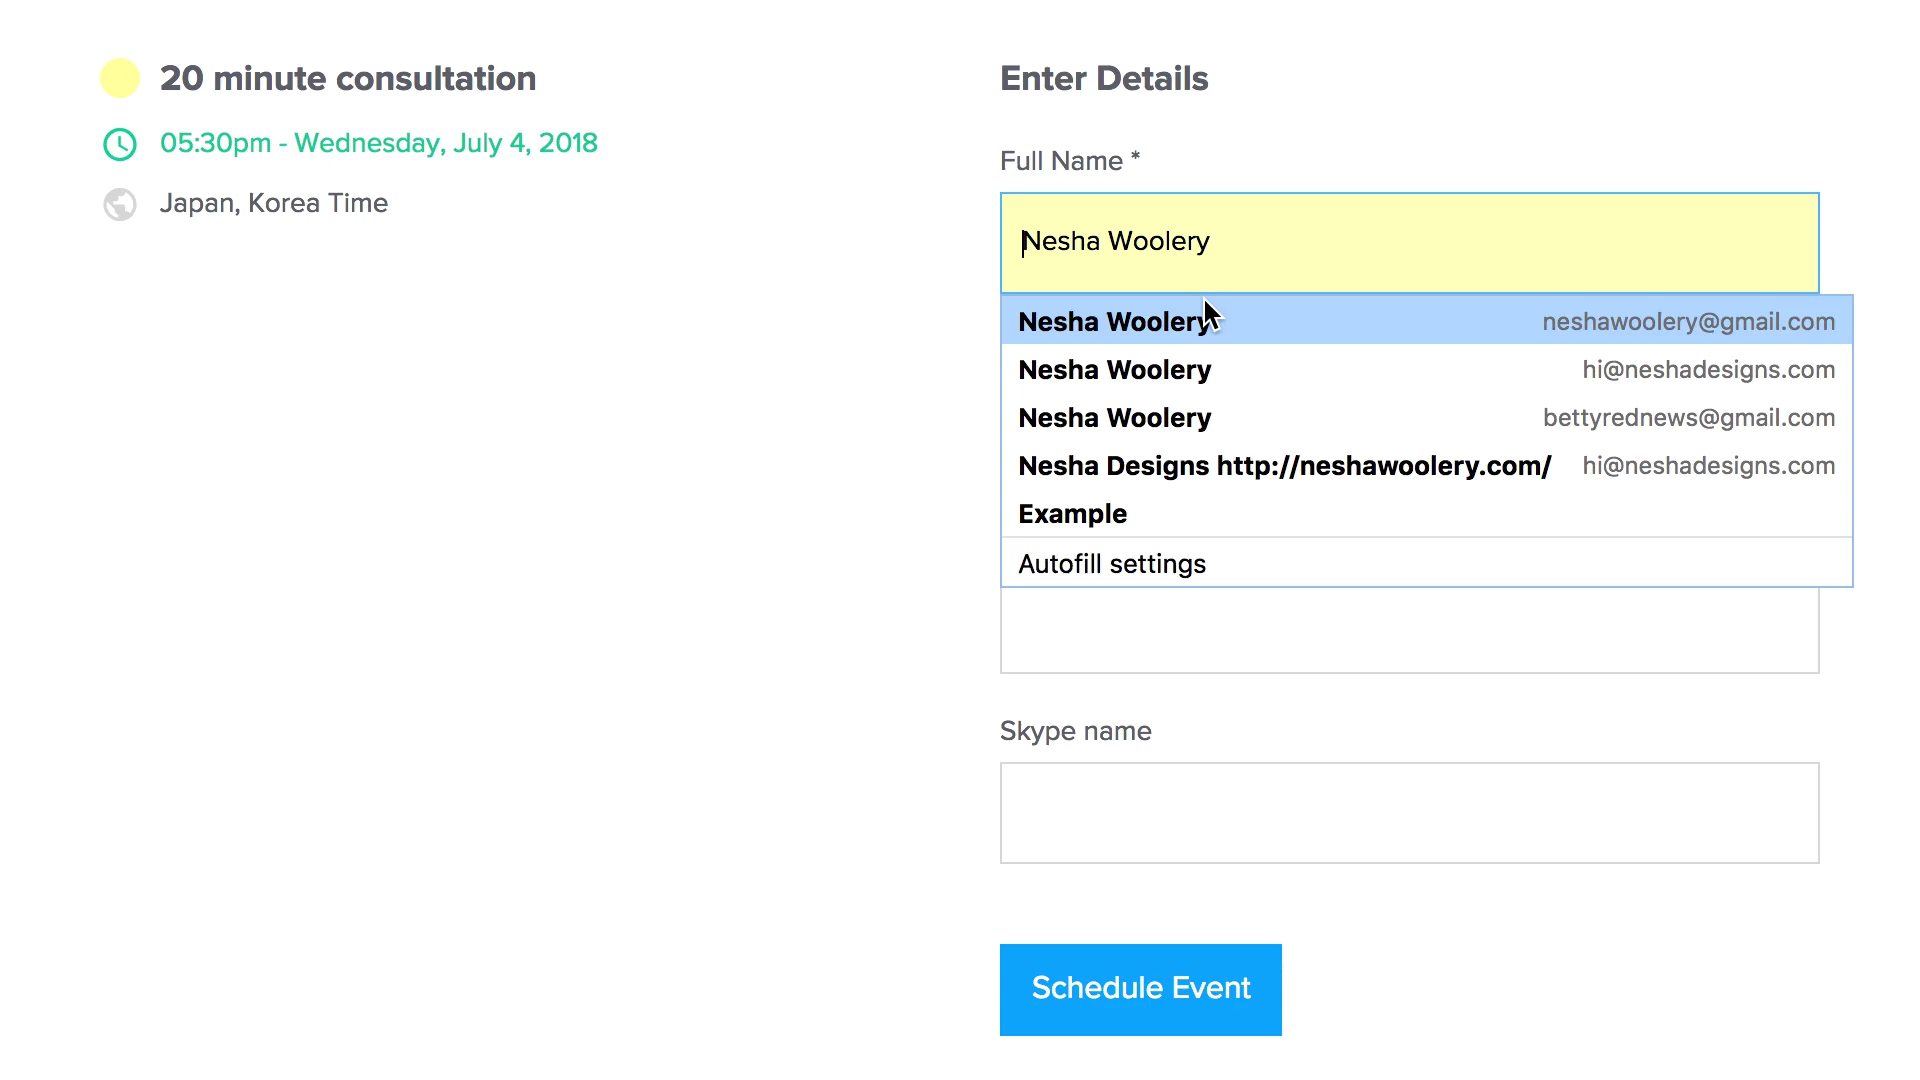 20 minute consultation
05:30pm - Wednesday, July 4, 2018
Japan, Korea Time
Enter Details
Full Name *
Nesha Woolery
Nesha Woolery neshawoolery@gmail.com
Nesha Woolery hi@neshadesigns.com
Nesha Woolery bettyrednews@gmail.com
Nesha Designs http://neshawoolery.com/ hi@neshadesigns.com
Example
Autofill settings
Skype name
Schedule Event